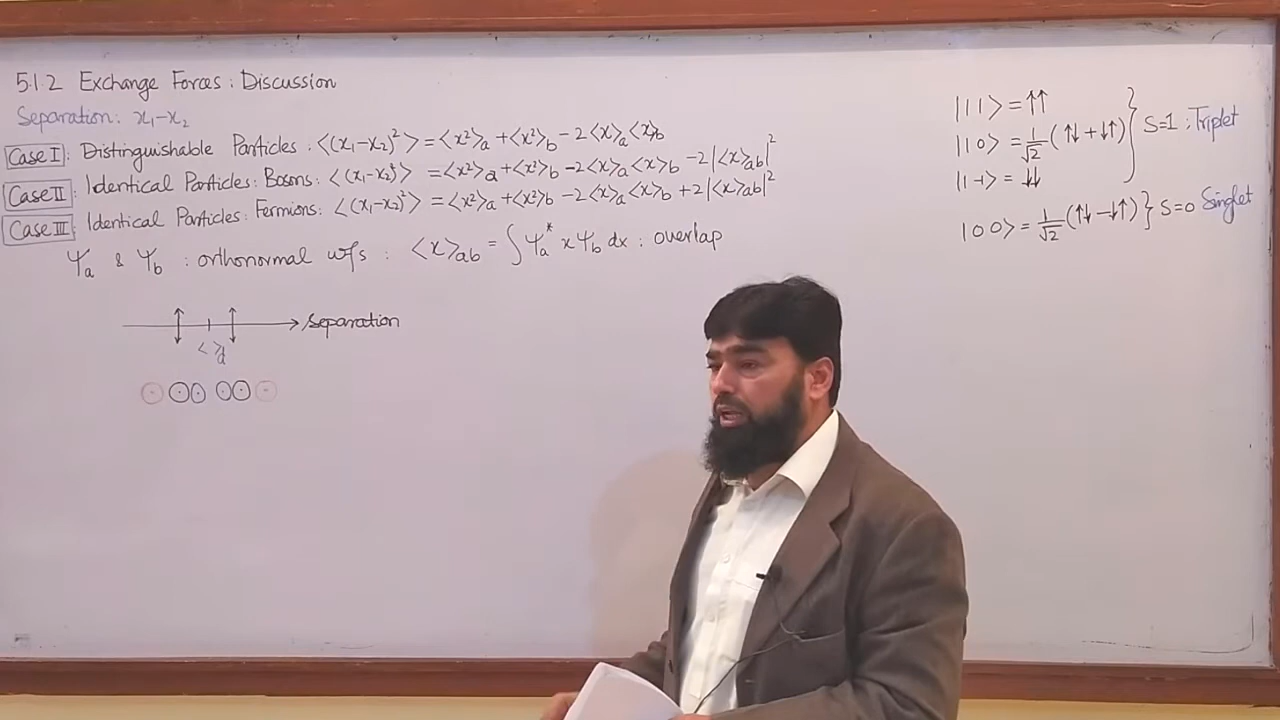 5.1.2 Exchange Forces: Discussion
Separation: x₁-x₂
Case I: Distinguishable Particles: <(x₁-x₂)²> = <x²>a + <x²>b - 2<x>a<x>b
Case II: Identical Particles: Bosons: <(x₁-x₂)²> = <x²>a + <x²>b - 2<x>a<x>b - 2|<x>ab|²
Case III: Identical Particles: Fermions: <(x₁-x₂)²> = <x²>a + <x²>b - 2<x>a<x>b + 2|<x>ab|²
Ψa & Ψb : orthonormal w/fs : <x>ab = ∫Ψa* x Ψb dx : overlap
separation
< >d
|1 1> = ↑↑
|1 0> = 1/√2 (↑↓ + ↓↑)
|1 -1> = ↓↓
} S=1 : Triplet
|0 0> = 1/√2 (↑↓ - ↓↑) } S=0 Singlet